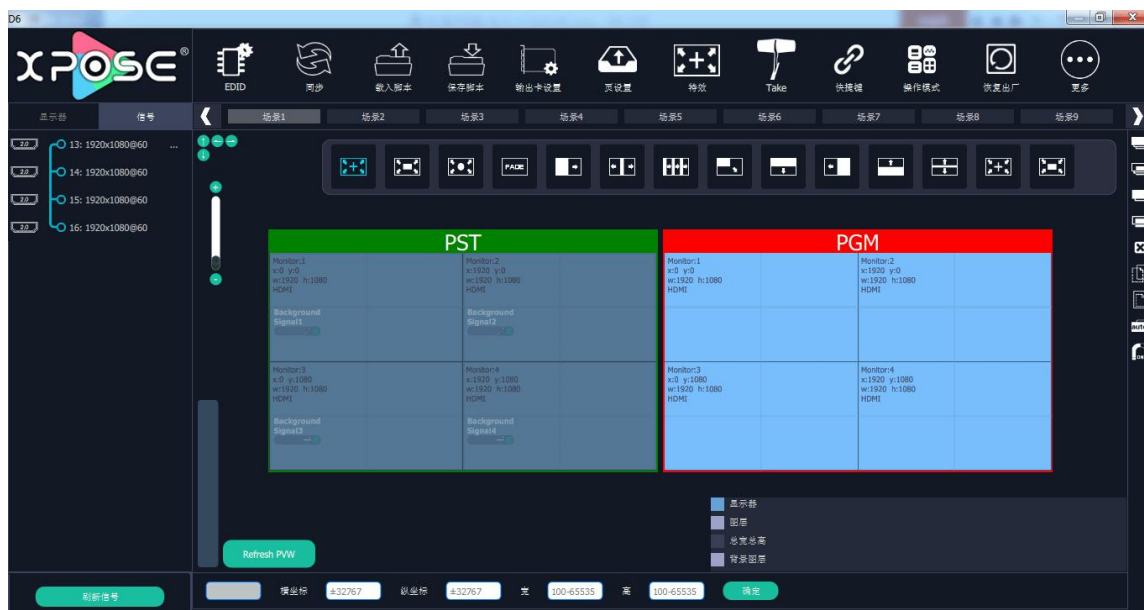 D6
XPOSE®
EDID
同步
载入脚本
保存脚本
输出卡设置
页设置
特效
Take
快捷键
操作模式
恢复出厂
更多
显示器
信号
场景1
场景2
场景3
场景4
场景5
场景6
场景7
场景8
场景9
2.0
13: 1920x1080@60 ...
2.0
14: 1920x1080@60
2.0
15: 1920x1080@60
2.0
16: 1920x1080@60
FADE
PST
PGM
Monitor:1
x:0 y:0
w:1920 h:1080
HDMI
Background
Signal1
Monitor:2
x:1920 y:0
w:1920 h:1080
HDMI
Background
Signal2
Monitor:3
x:0 y:1080
w:1920 h:1080
HDMI
Background
Signal3
Monitor:4
x:1920 y:1080
w:1920 h:1080
HDMI
Background
Signal4
Monitor:1
x:0 y:0
w:1920 h:1080
HDMI
Monitor:2
x:1920 y:0
w:1920 h:1080
HDMI
Monitor:3
x:0 y:1080
w:1920 h:1080
HDMI
Monitor:4
x:1920 y:1080
w:1920 h:1080
HDMI
auto
显示器
图层
总宽总高
背景图层
Refresh PVW
刷新信号
横坐标
±32767
纵坐标
±32767
宽
100-65535
高
100-65535
确定